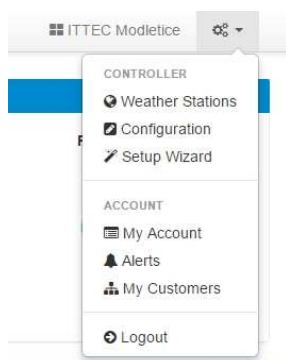 ITTEC Modletice
CONTROLLER
Weather Stations
Configuration
Setup Wizard
ACCOUNT
My Account
Alerts
My Customers
Logout